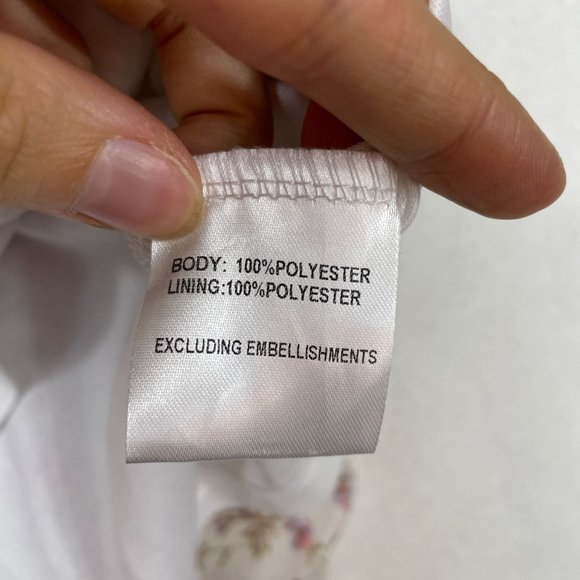 BODY: 100%POLYESTER
LINING:100%POLYESTER
EXCLUDING EMBELLISHMENTS